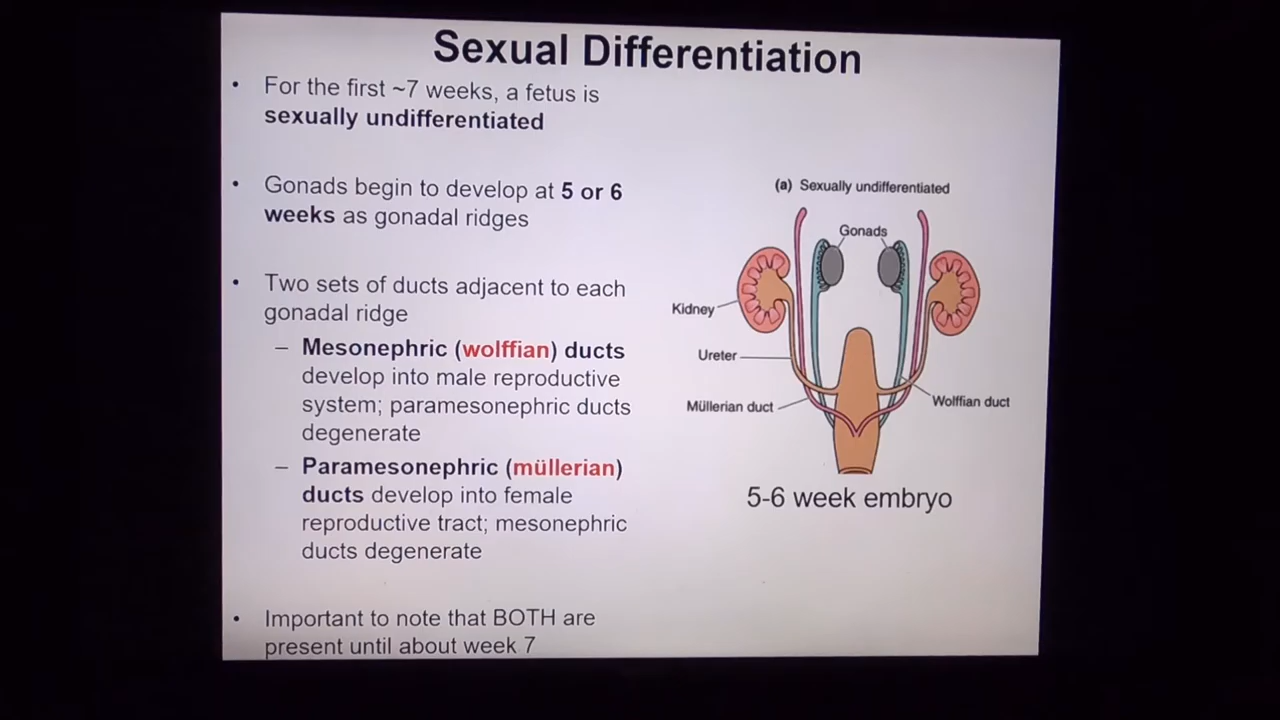 Sexual Differentiation
• For the first ~7 weeks, a fetus is
sexually undifferentiated
• Gonads begin to develop at 5 or 6
weeks as gonadal ridges
• Two sets of ducts adjacent to each
gonadal ridge
– Mesonephric (wolffian) ducts
develop into male reproductive
system; paramesonephric ducts
degenerate
– Paramesonephric (müllerian)
ducts develop into female
reproductive tract; mesonephric
ducts degenerate
• Important to note that BOTH are
present until about week 7
(a) Sexually undifferentiated
Gonads
Kidney
Ureter
Müllerian duct
Wolffian duct
5-6 week embryo